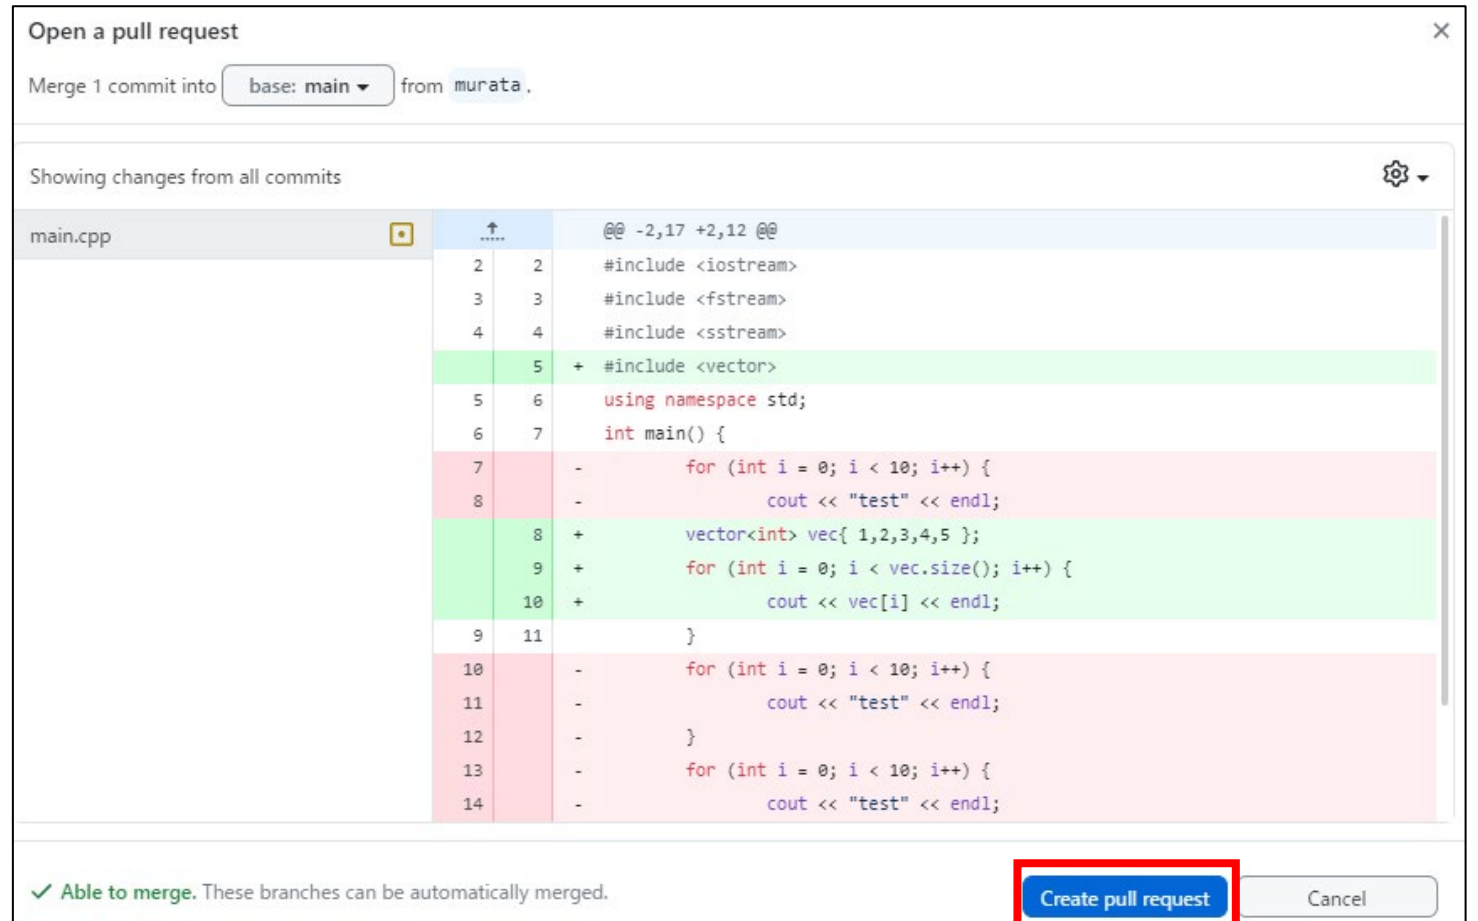 Open a pull request
Merge 1 commit into base: main from murata.
Showing changes from all commits
main.cpp
@@ -2,17 +2,12 @@
2 2 #include <iostream>
3 3 #include <fstream>
4 4 #include <sstream>
5 + #include <vector>
5 6 using namespace std;
6 7 int main() {
7 - for (int i = 0; i < 10; i++) {
8 - cout << "test" << endl;
8 + vector<int> vec{ 1,2,3,4,5 };
9 + for (int i = 0; i < vec.size(); i++) {
10 + cout << vec[i] << endl;
9 11 }
10 - for (int i = 0; i < 10; i++) {
11 - cout << "test" << endl;
12 - }
13 - for (int i = 0; i < 10; i++) {
14 - cout << "test" << endl;
Able to merge. These branches can be automatically merged.
Create pull request
Cancel